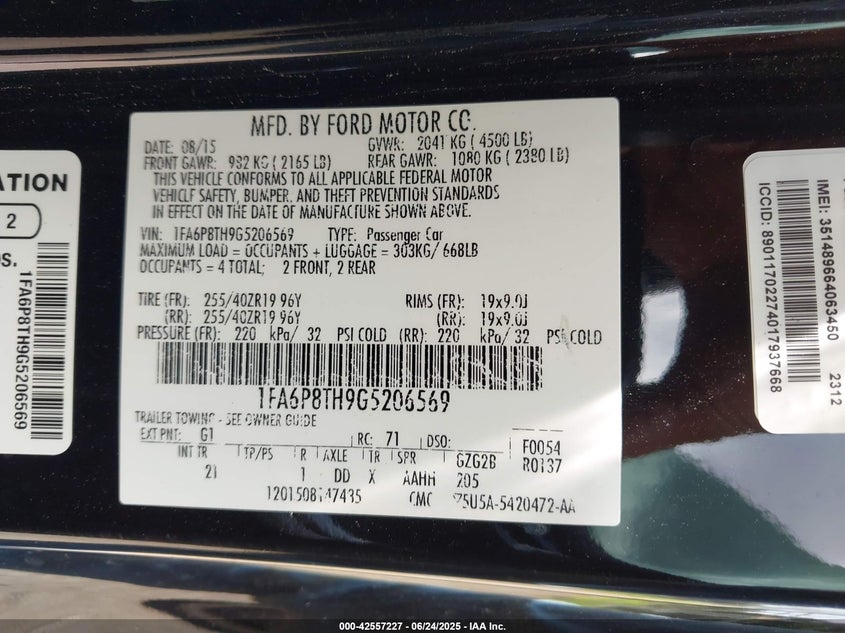 MFD. BY FORD MOTOR CO.
DATE: 08/15 GVWR: 2041 KG ( 4500 LB)
FRONT GAWR: 982 KG ( 2165 LB) REAR GAWR: 1080 KG ( 2380 LB)
THIS VEHICLE CONFORMS TO ALL APPLICABLE FEDERAL MOTOR
VEHICLE SAFETY, BUMPER, AND THEFT PREVENTION STANDARDS
IN EFFECT ON THE DATE OF MANUFACTURE SHOWN ABOVE.
VIN: 1FA6P8TH9G5206569 TYPE: Passenger Car
MAXIMUM LOAD = OCCUPANTS + LUGGAGE = 303KG/ 668LB
OCCUPANTS = 4 TOTAL; 2 FRONT, 2 REAR
TIRE (FR): 255/40ZR19 96Y RIMS (FR): 19x9.0J
(RR): 255/40ZR19 96Y (RR): 19x9.0J
PRESSURE (FR): 220 kPa/ 32 PSI COLD (RR): 220 kPa/ 32 PSI COLD
1FA6P8TH9G5206569
TRAILER TOWING - SEE OWNER GUIDE
EXT PNT: G1 RC: 71 DSO: F0054
INT TR TP/PS R AXLE TR SPR GZG2B R0137
1 DD X AAHH 205
CMC
ATION
2
DS.
1FA6P8TH9G5206569
IMEI: 351489664063450
ICCID: 89011702274017937668
2312
000-42557227 - 06/24/2025 - IAA Inc.